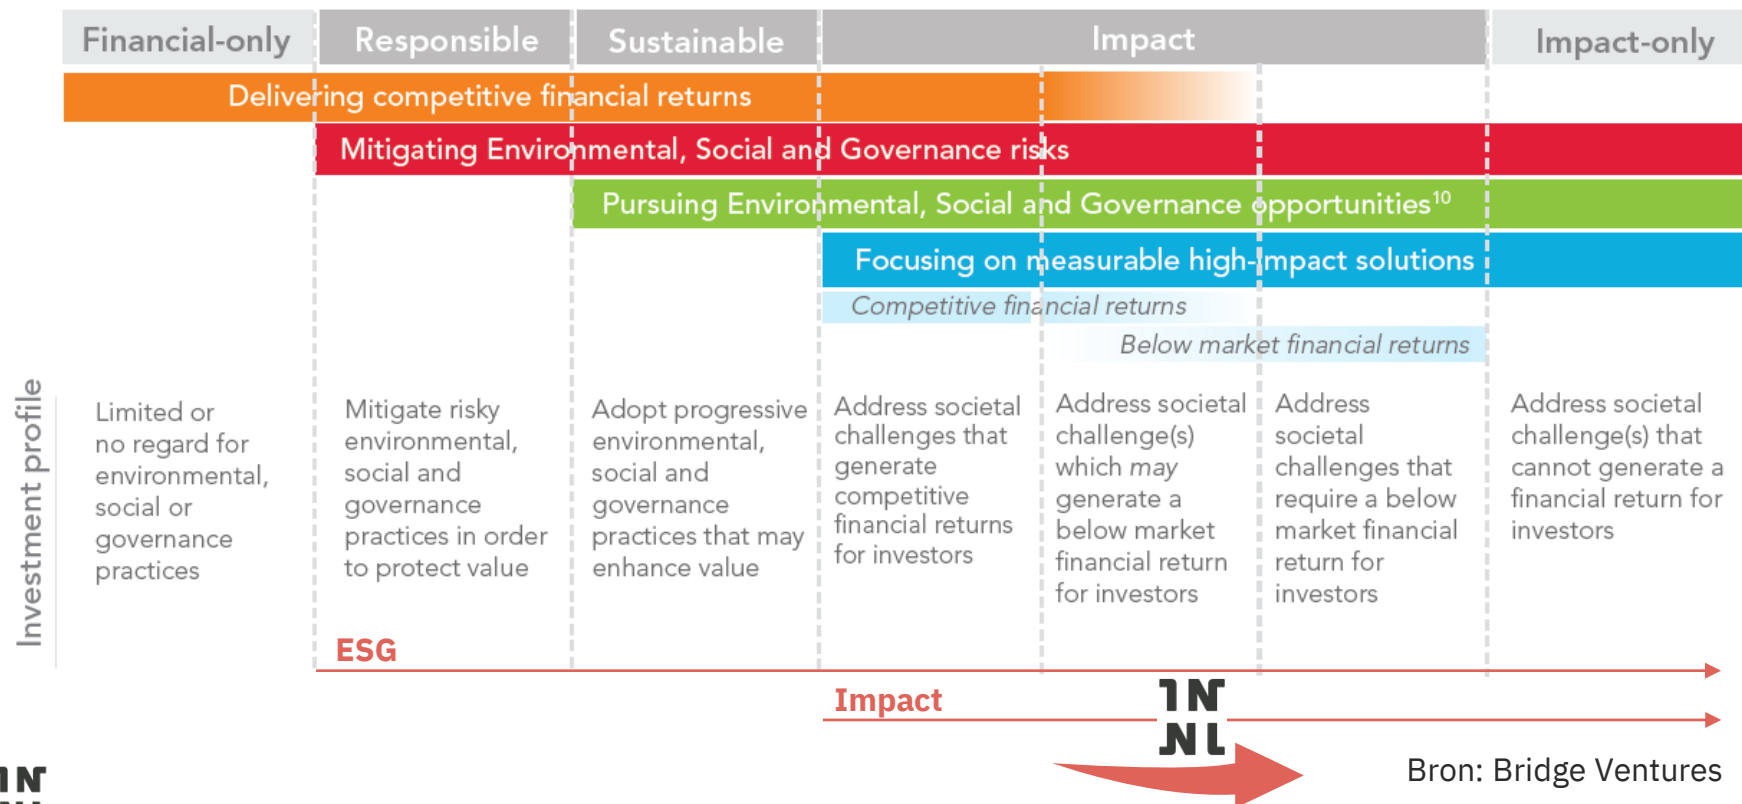 Financial-only
Responsible
Sustainable
Impact
Impact-only
Delivering competitive financial returns
Mitigating Environmental, Social and Governance risks
Pursuing Environmental, Social and Governance opportunities¹⁰
Focusing on measurable high-impact solutions
Competitive financial returns
Below market financial returns
Investment profile
Limited or
no regard for
environmental,
social or
governance
practices
Mitigate risky
environmental,
social and
governance
practices in order
to protect value
Adopt progressive
environmental,
social and
governance
practices that may
enhance value
Address societal
challenges that
generate
competitive
financial returns
for investors
Address societal
challenge(s)
which may
generate a
below market
financial return
for investors
Address
societal
challenges that
require a below
market financial
return for
investors
Address societal
challenge(s) that
cannot generate a
financial return for
investors
ESG
Impact
IN
NL
Bron: Bridge Ventures
IN